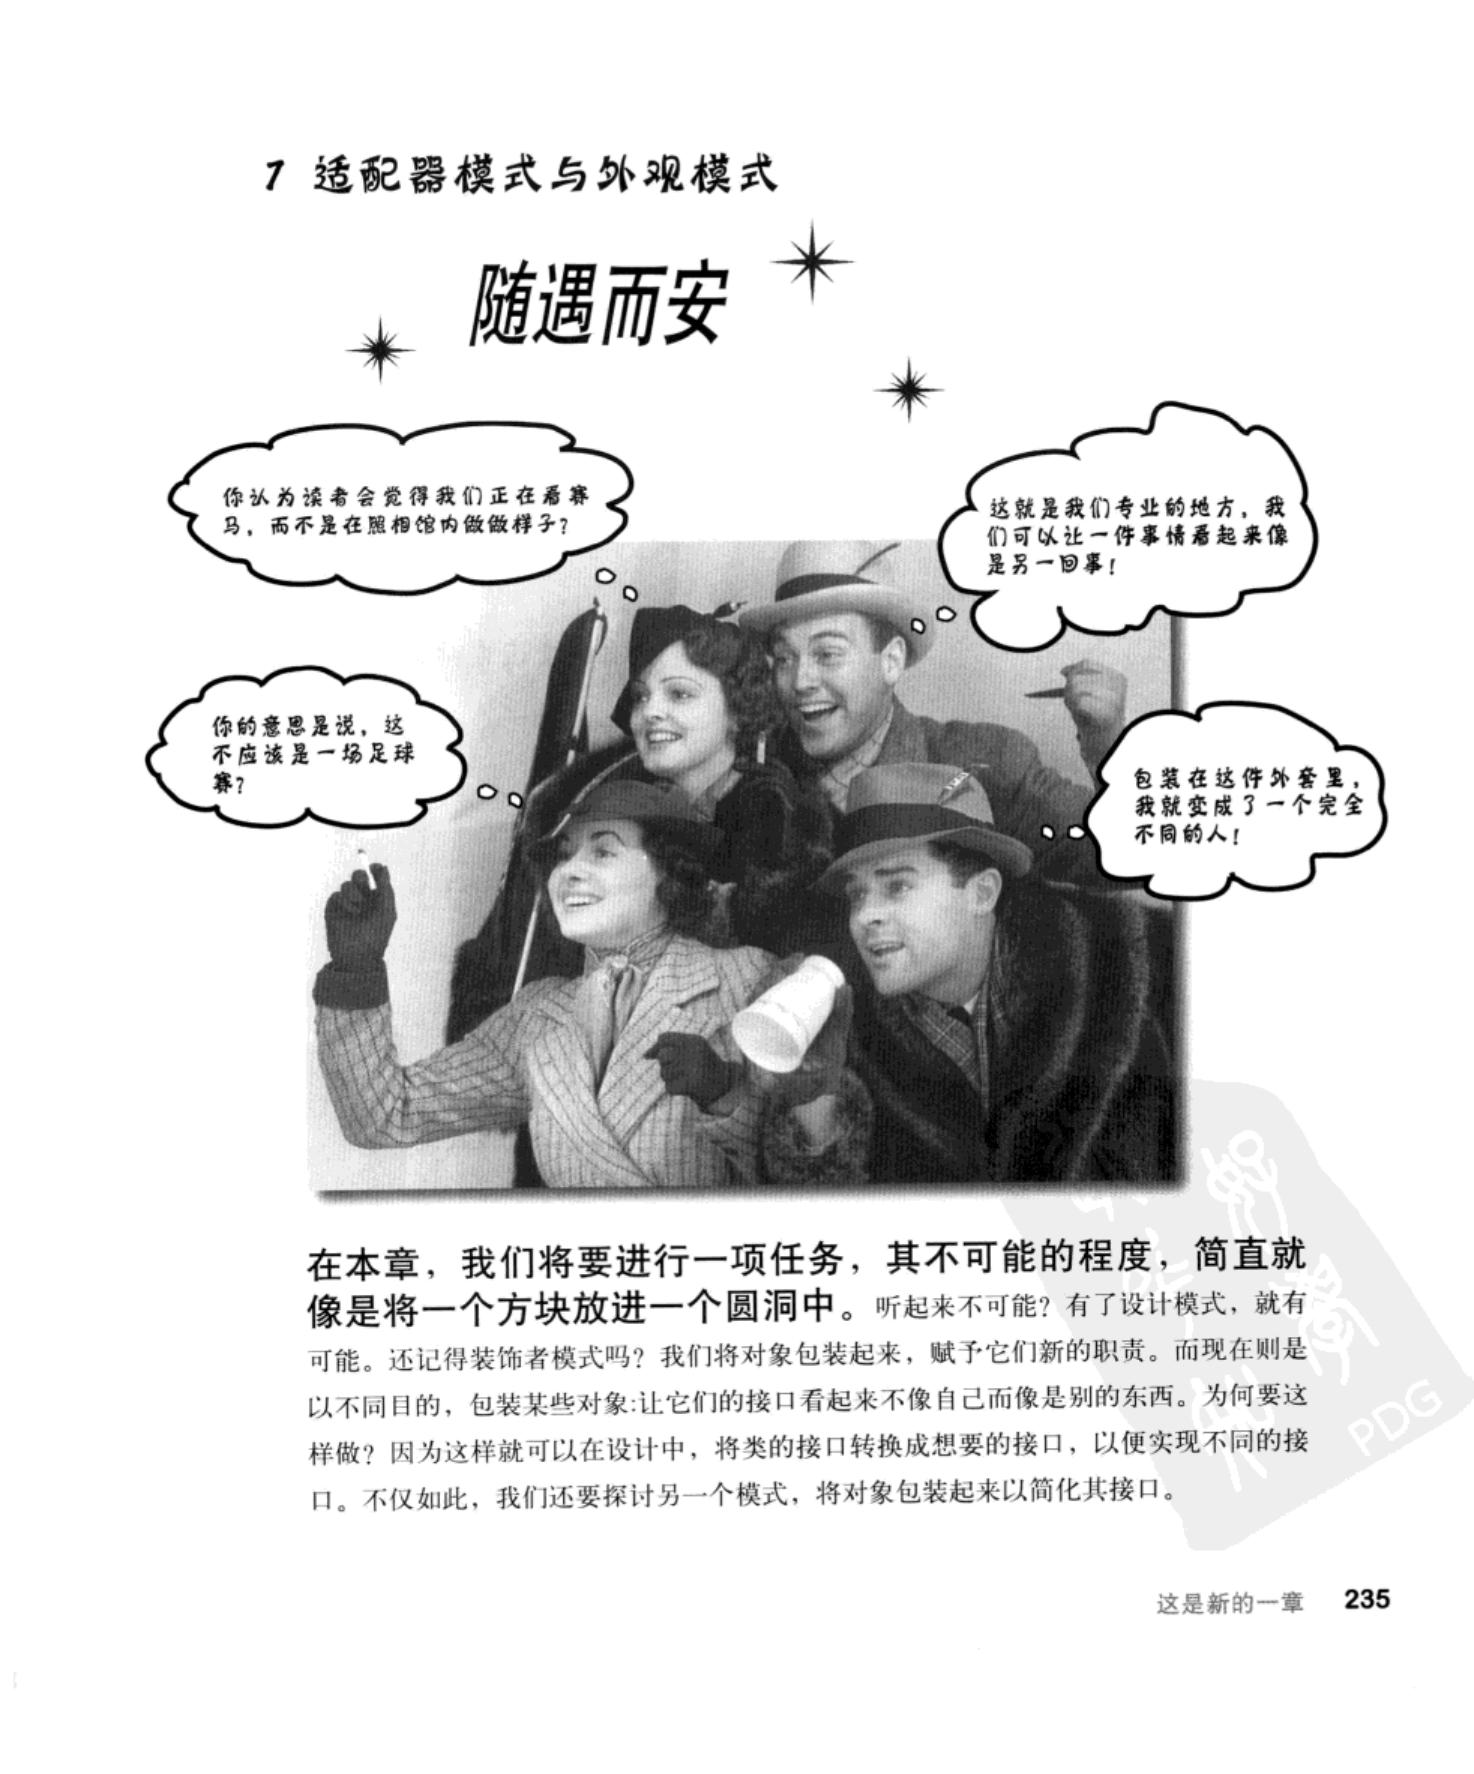 7 适配器模式与外观模式
随遇而安
你认为读者会觉得我们正在看赛
马，而不是在照相馆内做做样子？
这就是我们专业的地方，我
们可以让一件事情看起来像
是另一回事！
你的意思是说，这
不应该是一场足球
赛？
包装在这件外套里，
我就变成了一个完全
不同的人！
在本章，我们将要进行一项任务，其不可能的程度，简直就
像是将一个方块放进一个圆洞中。听起来不可能？有了设计模式，就有
可能。还记得装饰者模式吗？我们将对象包装起来，赋予它们新的职责。而现在则是
以不同目的，包装某些对象:让它们的接口看起来不像自己而像是别的东西。为何要这
样做？因为这样就可以在设计中，将类的接口转换成想要的接口，以便实现不同的接
口。不仅如此，我们还要探讨另一个模式，将对象包装起来以简化其接口。
PDG
这是新的一章 235